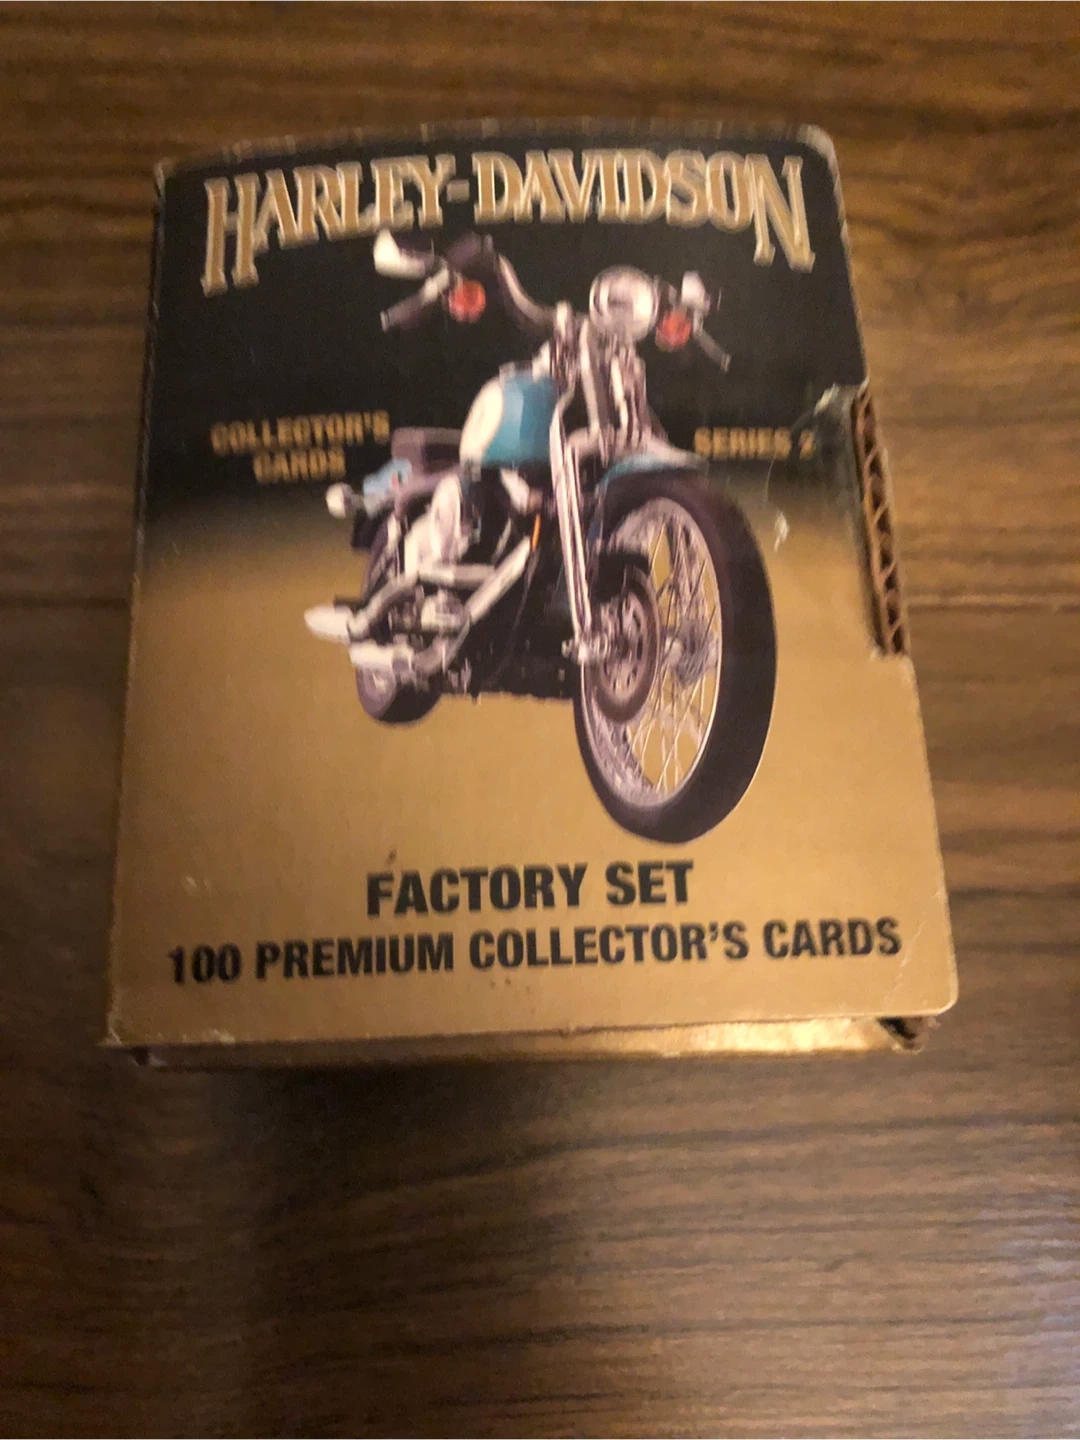 HARLEY-DAVIDSON
COLLECTOR'S
CARDS
SERIES 2
FACTORY SET
100 PREMIUM COLLECTOR'S CARDS